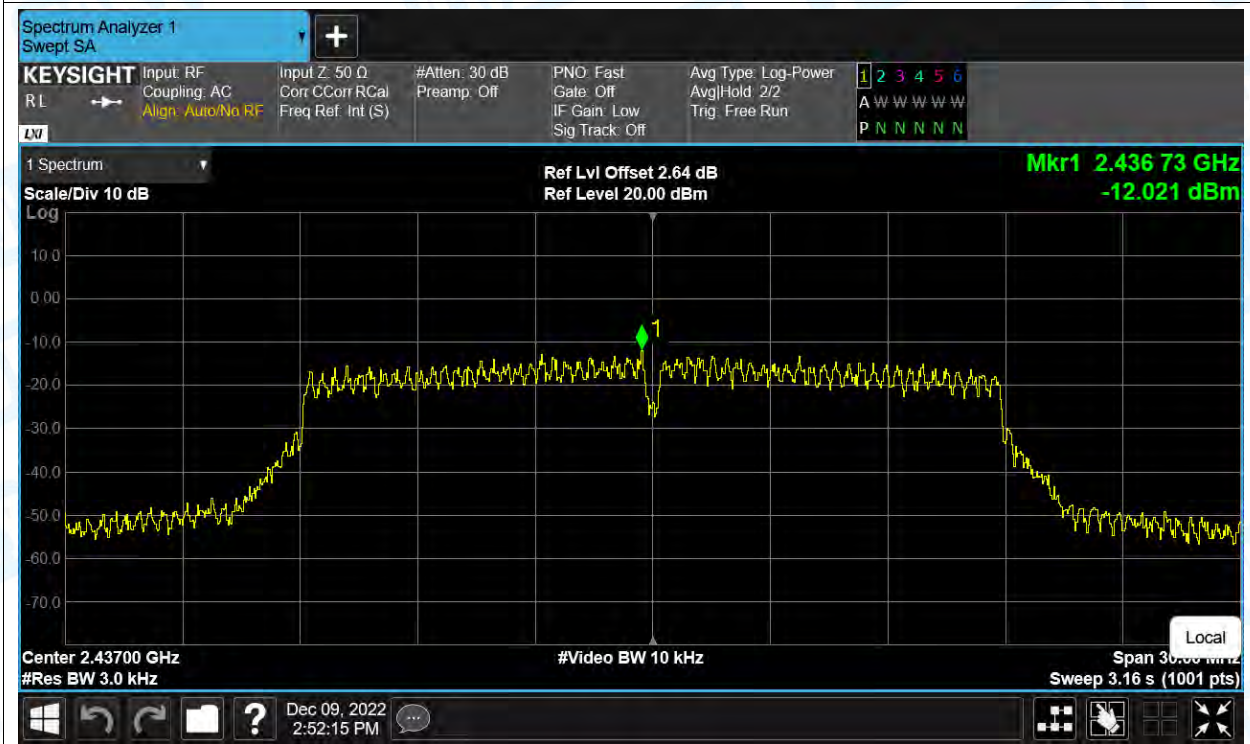 Spectrum Analyzer 1
Swept SA
+
KEYSIGHT
RL
LXI
Input: RF
Coupling: AC
Align: Auto/No RF
Input Z: 50 Ω
Corr CCorr RCal
Freq Ref: Int (S)
#Atten: 30 dB
Preamp: Off
PNO: Fast
Gate: Off
IF Gain: Low
Sig Track: Off
Avg Type: Log-Power
Avg|Hold: 2/2
Trig: Free Run
1 2 3 4 5 6
A W W W W W
P N N N N N
1 Spectrum
Scale/Div 10 dB
Log
Ref Lvl Offset 2.64 dB
Ref Level 20.00 dBm
Mkr1 2.436 73 GHz
-12.021 dBm
10.0
0.00
-10.0
-20.0
-30.0
-40.0
-50.0
-60.0
-70.0
1
Local
Center 2.43700 GHz
#Res BW 3.0 kHz
#Video BW 10 kHz
Span 30.00 MHz
Sweep 3.16 s (1001 pts)
?
Dec 09, 2022
2:52:15 PM